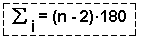 ∑i = (n - 2)·180